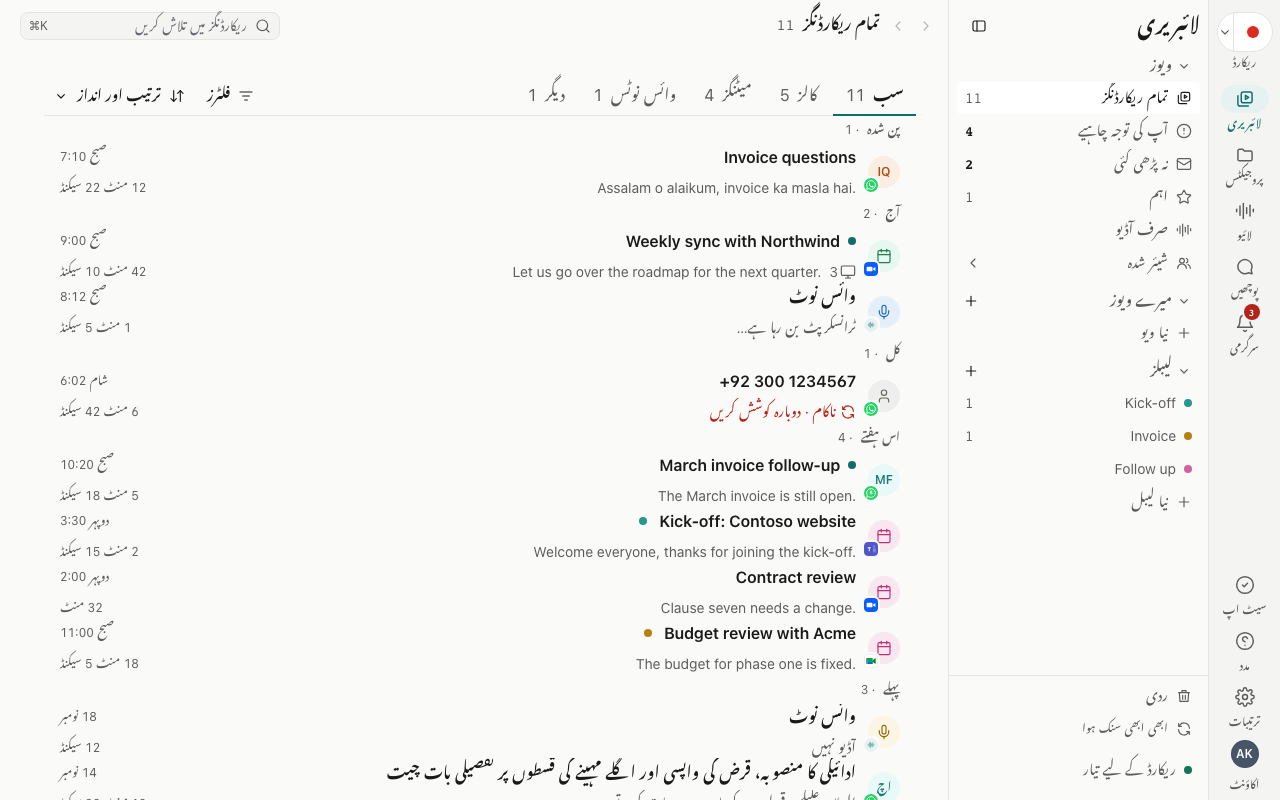 ریکارڈ
لائبریری
پروجیکٹس
لائیو
پوچھیں
3
سرگرمی
سیٹ اپ
مدد
ترتیبات
AK
اکاؤنٹ
لائبریری
ویوز
تمام ریکارڈنگز 11
آپ کی توجہ چاہیے 4
نہ پڑھی گئی 2
اہم 1
صرف آڈیو
شیئر شدہ
میرے ویوز
نیا ویو
لیبلز
Kick-off 1
Invoice 1
Follow up
نیا لیبل
ردی
ابھی ابھی سنک ہوا
ریکارڈ کے لیے تیار
تمام ریکارڈنگز 11
ریکارڈنگز میں تلاش کریں ⌘K
سب 11 کالز 5 میٹنگز 4 وائس نوٹس 1 دیگر 1
فلٹرز ترتیب اور انداز
پن شدہ · 1
IQ
Invoice questions
صبح 7:10
Assalam o alaikum, invoice ka masla hai.
12 منٹ 22 سیکنڈ
آج · 2
Weekly sync with Northwind
صبح 9:00
3 Let us go over the roadmap for the next quarter.
42 منٹ 10 سیکنڈ
وائس نوٹ
صبح 8:12
ٹرانسکرپٹ بن رہا ہے...
1 منٹ 5 سیکنڈ
کل · 1
+92 300 1234567
شام 6:02
ناکام · دوبارہ کوشش کریں
6 منٹ 42 سیکنڈ
اس ہفتے · 4
MF
March invoice follow-up
صبح 10:20
The March invoice is still open.
5 منٹ 18 سیکنڈ
Kick-off: Contoso website
دوپہر 3:30
Welcome everyone, thanks for joining the kick-off.
2 منٹ 15 سیکنڈ
Contract review
دوپہر 2:00
Clause seven needs a change.
32 منٹ
Budget review with Acme
صبح 11:00
The budget for phase one is fixed.
18 منٹ 5 سیکنڈ
پہلے · 3
وائس نوٹ
18 نومبر
آڈیو نہیں
12 سیکنڈ
اچ
ادائیگی کا منصوبہ، قرض کی واپسی اور اگلے مہینے کی قسطوں پر تفصیلی بات چیت
14 نومبر